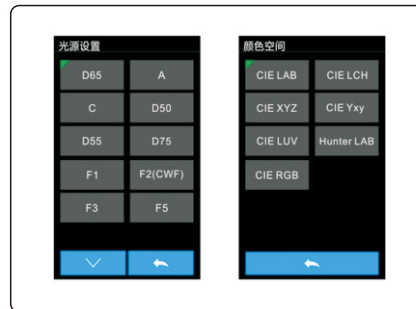 光源设置
D65 A
C D50
D55 D75
F1 F2(CWF)
F3 F5
颜色空间
CIE LAB CIE LCH
CIE XYZ CIE Yxy
CIE LUV Hunter LAB
CIE RGB